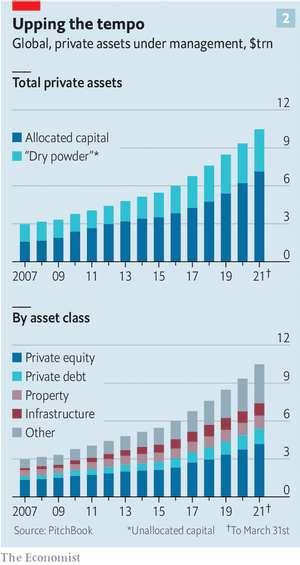 Upping the tempo
2
Global, private assets under management, $trn
Total private assets
12
Allocated capital
"Dry powder"*
9
6
3
0
2007 09 11 13 15 17 19 21†
By asset class
12
Private equity
Private debt
9
Property
Infrastructure
6
Other
3
0
2007 09 11 13 15 17 19 21†
Source: PitchBook *Unallocated capital †To March 31st
The Economist